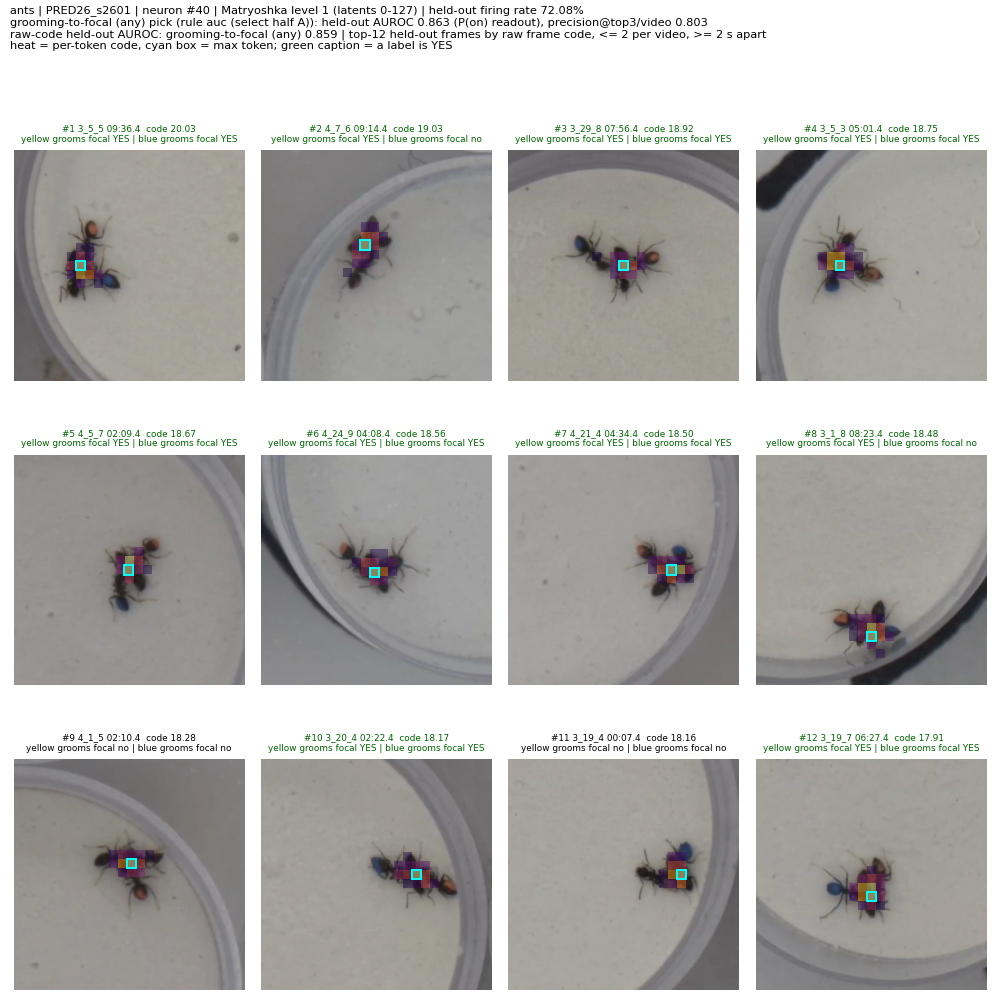 ants | PRED26_s2601 | neuron #40 | Matryoshka level 1 (latents 0-127) | held-out firing rate 72.08%
grooming-to-focal (any) pick (rule auc (select half A)): held-out AUROC 0.863 (P(on) readout), precision@top3/video 0.803
raw-code held-out AUROC: grooming-to-focal (any) 0.859 | top-12 held-out frames by raw frame code, <= 2 per video, >= 2 s apart
heat = per-token code, cyan box = max token; green caption = a label is YES
#1 3_5_5 09:36.4 code 20.03
yellow grooms focal YES | blue grooms focal YES
#2 4_7_6 09:14.4 code 19.03
yellow grooms focal YES | blue grooms focal no
#3 3_29_8 07:56.4 code 18.92
yellow grooms focal YES | blue grooms focal YES
#4 3_5_3 05:01.4 code 18.75
yellow grooms focal YES | blue grooms focal YES
#5 4_5_7 02:09.4 code 18.67
yellow grooms focal YES | blue grooms focal YES
#6 4_24_9 04:08.4 code 18.56
yellow grooms focal YES | blue grooms focal YES
#7 4_21_4 04:34.4 code 18.50
yellow grooms focal YES | blue grooms focal YES
#8 3_1_8 08:23.4 code 18.48
yellow grooms focal YES | blue grooms focal no
#9 4_1_5 02:10.4 code 18.28
yellow grooms focal no | blue grooms focal no
#10 3_20_4 02:22.4 code 18.17
yellow grooms focal YES | blue grooms focal YES
#11 3_19_4 00:07.4 code 18.16
yellow grooms focal no | blue grooms focal no
#12 3_19_7 06:27.4 code 17.91
yellow grooms focal YES | blue grooms focal YES